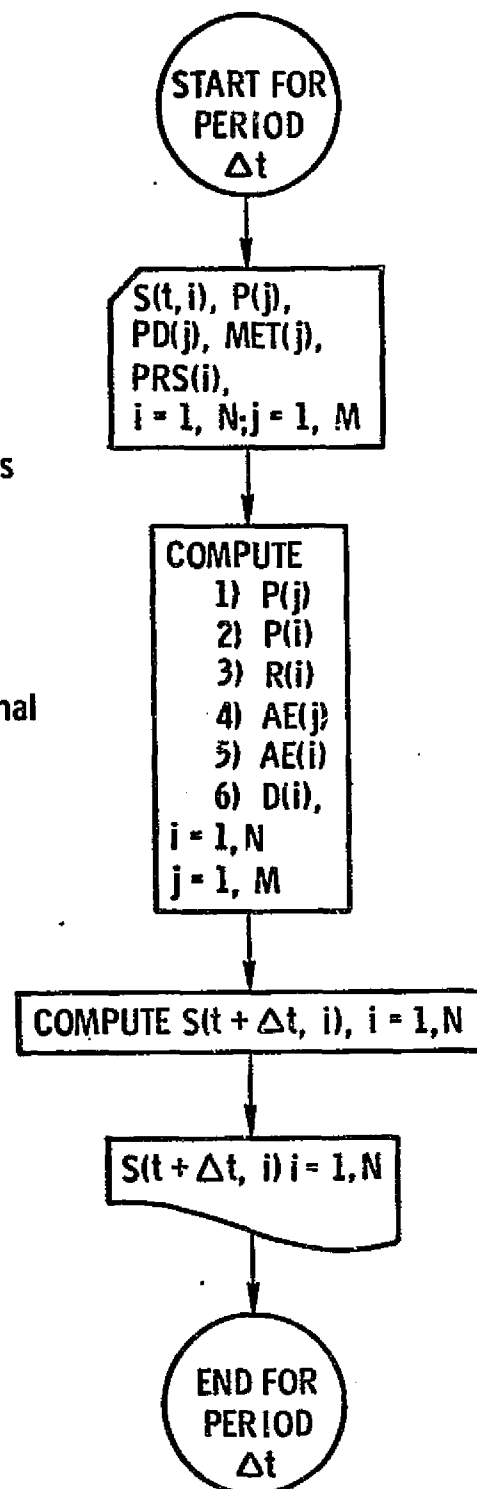 START FOR
PERIOD
Δt
S(t, i), P(j),
PD(j), MET(j),
PRS(i),
i = 1, N; j = 1, M
s
COMPUTE
1) P(j)
2) P(i)
3) R(i)
nal
4) AE(j)
5) AE(i)
6) D(i),
i = 1, N
j = 1, M
COMPUTE S(t + Δt, i), i = 1, N
S(t + Δt, i) i = 1, N
END FOR
PERIOD
Δt